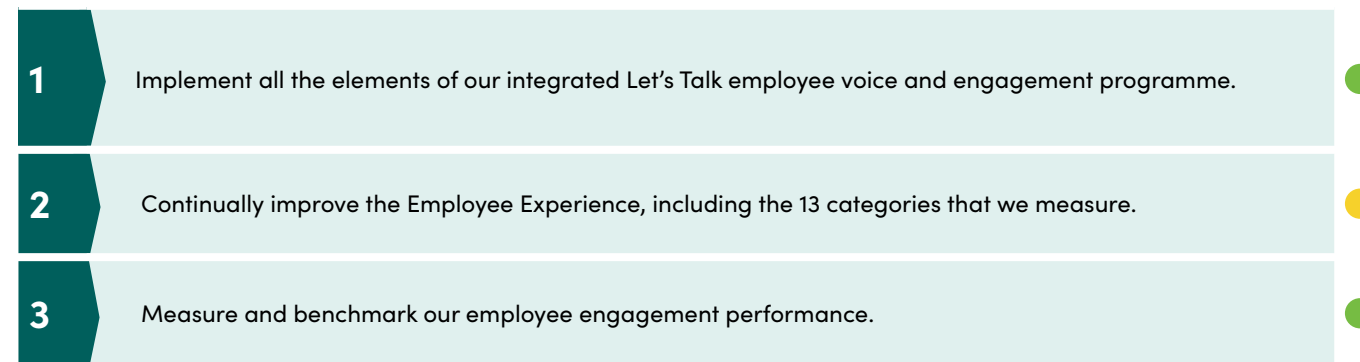 1
Implement all the elements of our integrated Let's Talk employee voice and engagement programme.
2
Continually improve the Employee Experience, including the 13 categories that we measure.
3
Measure and benchmark our employee engagement performance.